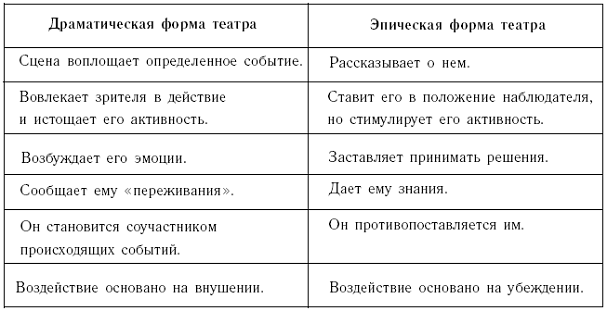 Драматическая форма театра
Эпическая форма театра
Сцена воплощает определенное событие.
Рассказывает о нем.
Вовлекает зрителя в действие
и истощает его активность.
Ставит его в положение наблюдателя,
но стимулирует его активность.
Возбуждает его эмоции.
Заставляет принимать решения.
Сообщает ему «переживания».
Дает ему знания.
Он становится соучастником
происходящих событий.
Он противопоставляется им.
Воздействие основано на внушении.
Воздействие основано на убеждении.